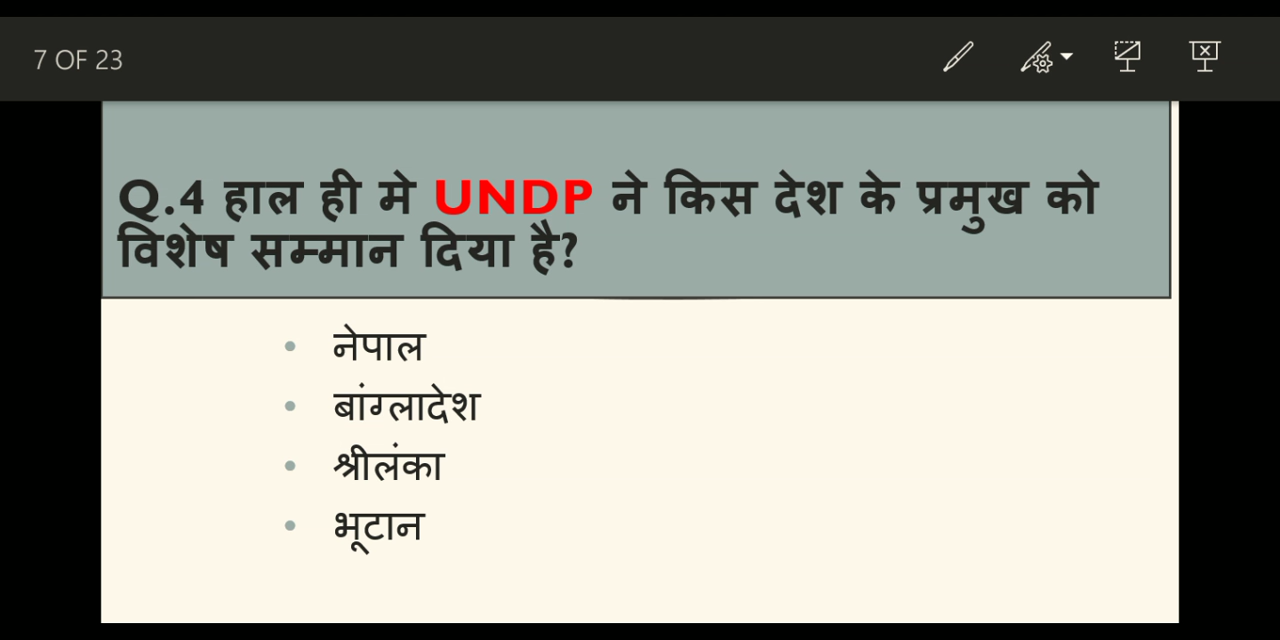 7 OF 23
Q.4 हाल ही मे UNDP ने किस देश के प्रमुख को
विशेष सम्मान दिया है?
• नेपाल
• बांग्लादेश
• श्रीलंका
• भूटान